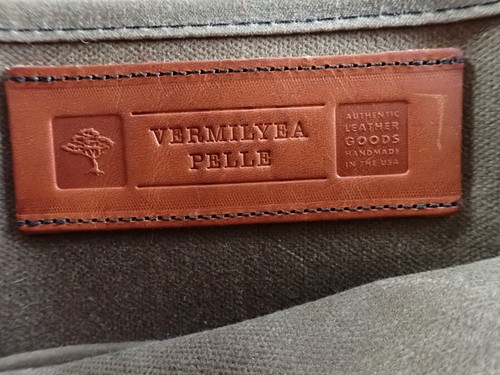 VERMILYEA
PELLE
AUTHENTIC
LEATHER
GOODS
HANDMADE
IN THE USA